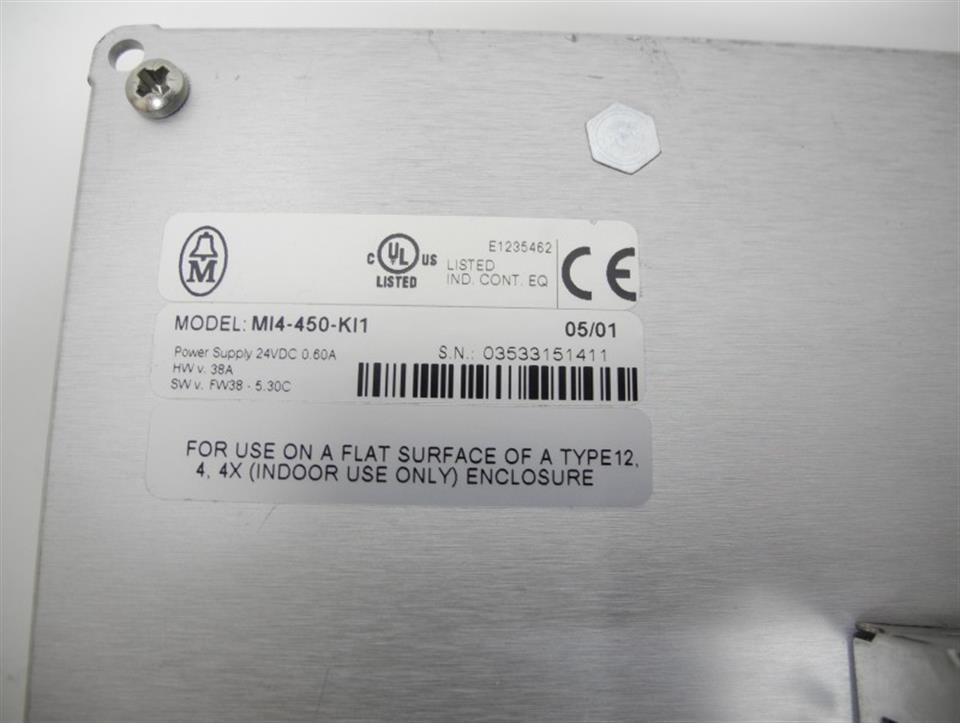 M
C UL US
LISTED
E1235462
LISTED
IND. CONT. EQ
CE
MODEL: MI4-450-KI1 05/01
Power Supply 24VDC 0.60A
HW v. 38A
SW v. FW38 - 5.30C
S.N.: 03533151411
FOR USE ON A FLAT SURFACE OF A TYPE12,
4, 4X (INDOOR USE ONLY) ENCLOSURE